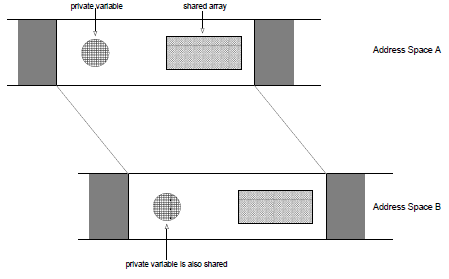 private variable
shared array
Address Space A
Address Space B
private variable is also shared